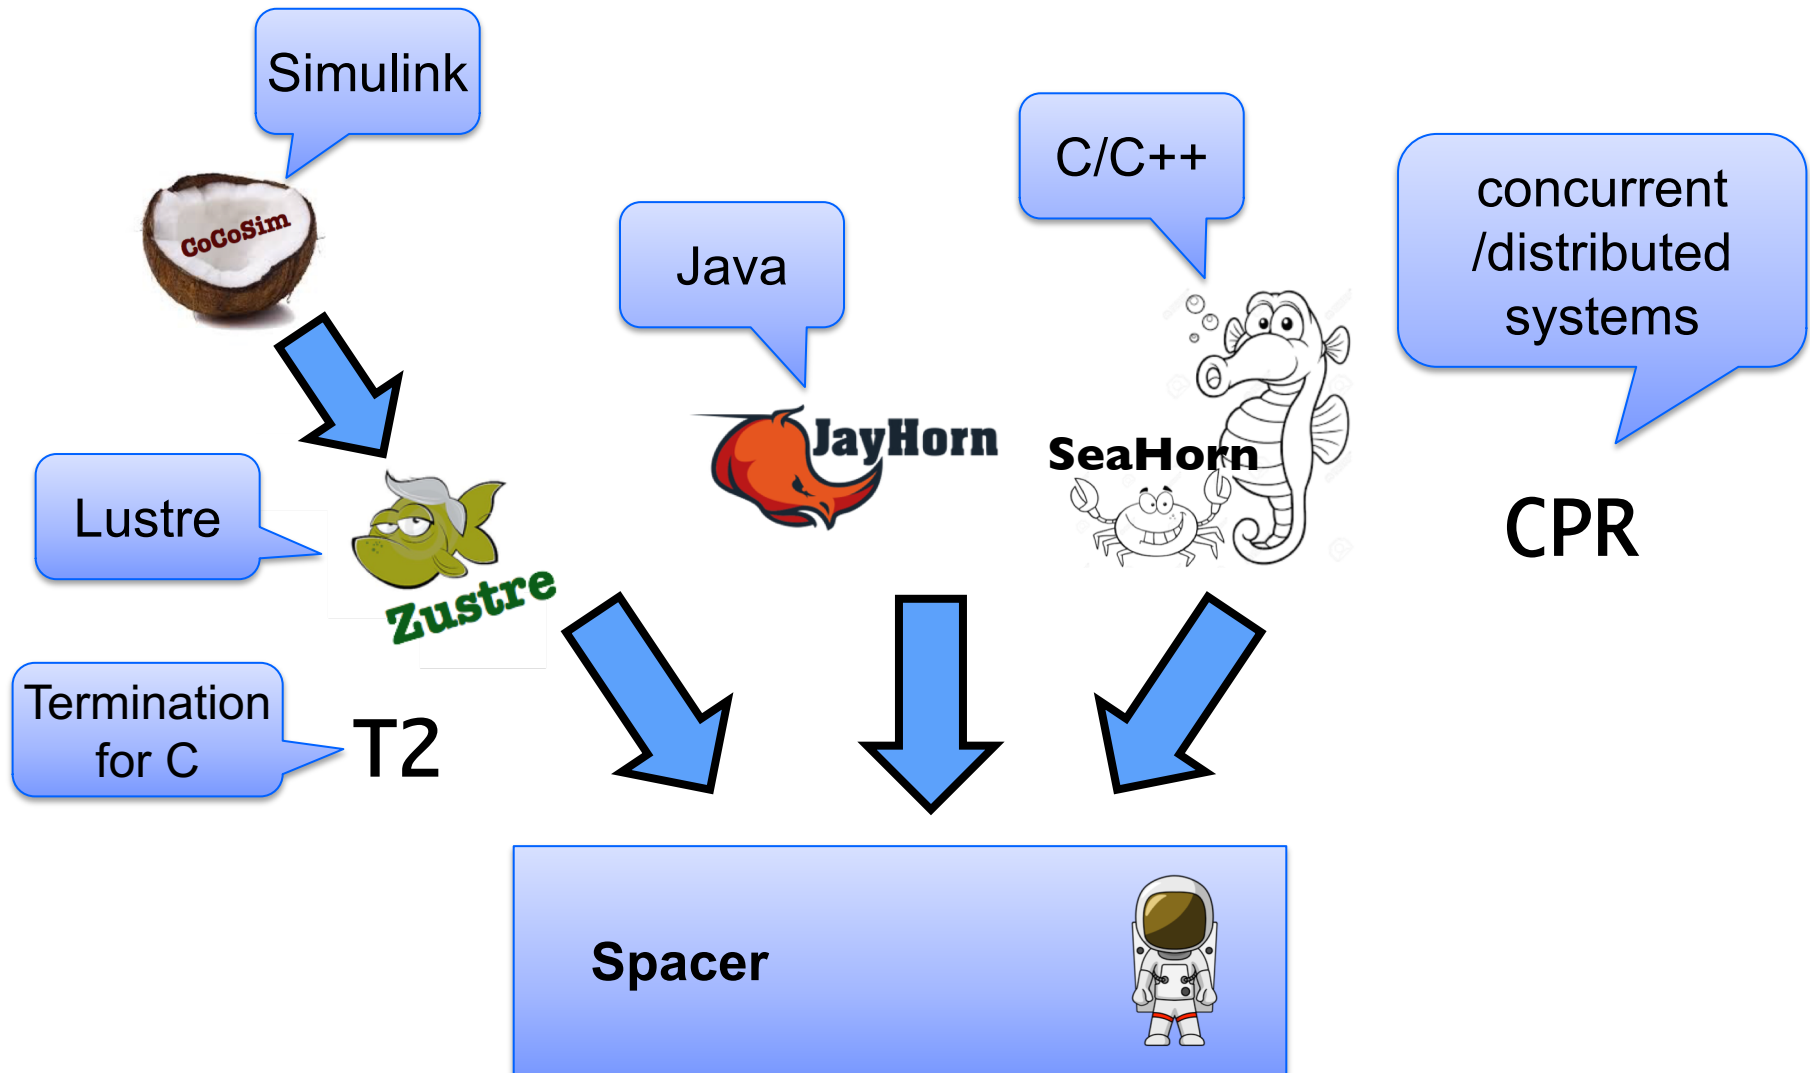 Simulink
CoCoSim
C/C++
concurrent
/distributed
systems
Java
JayHorn
SeaHorn
Lustre
Zustre
CPR
Termination
for C
T2
Spacer